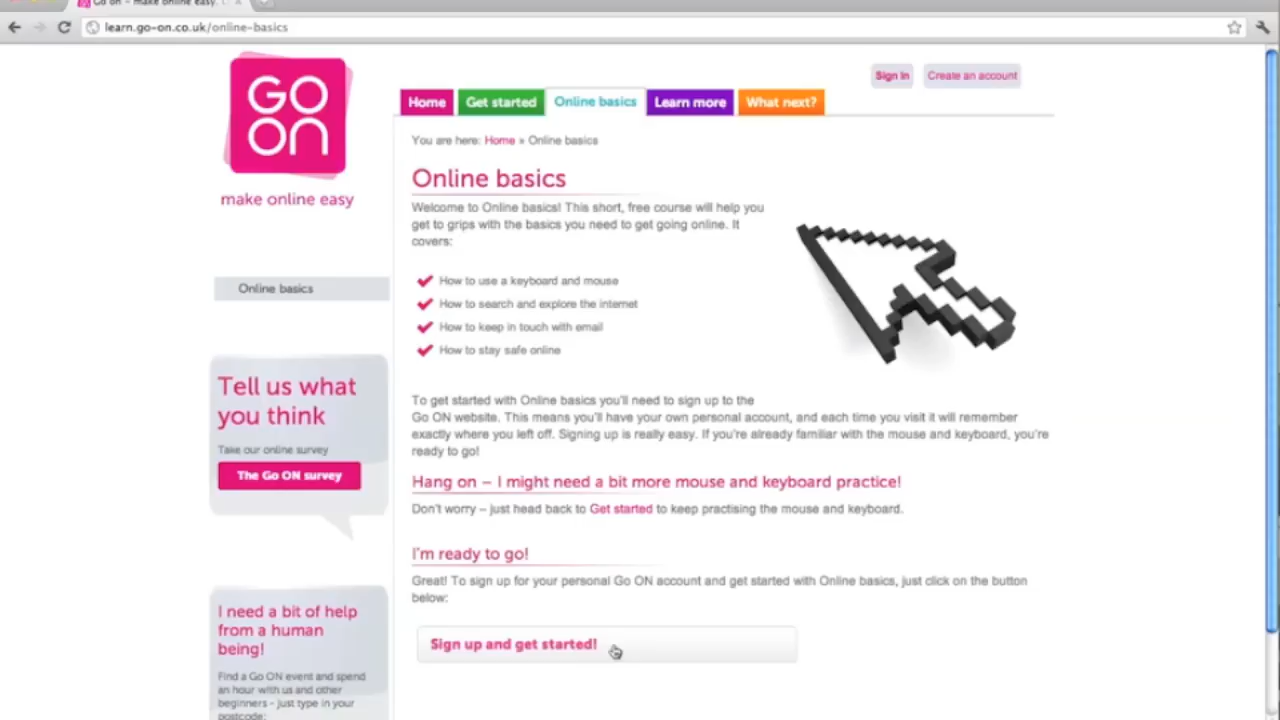 Go on - make online easy.
learn.go-on.co.uk/online-basics
GO
ON
make online easy
Sign in
Create an account
Home
Get started
Online basics
Learn more
What next?
You are here: Home » Online basics
Online basics
Welcome to Online basics! This short, free course will help you
get to grips with the basics you need to get going online. It
covers:
How to use a keyboard and mouse
How to search and explore the internet
How to keep in touch with email
How to stay safe online
To get started with Online basics you'll need to sign up to the
Go ON website. This means you'll have your own personal account, and each time you visit it will remember
exactly where you left off. Signing up is really easy. If you're already familiar with the mouse and keyboard, you're
ready to go!
Hang on – I might need a bit more mouse and keyboard practice!
Don't worry – just head back to Get started to keep practising the mouse and keyboard.
I'm ready to go!
Great! To sign up for your personal Go ON account and get started with Online basics, just click on the button
below:
Sign up and get started!
Online basics
Tell us what
you think
Take our online survey
The Go ON survey
I need a bit of help
from a human
being!
Find a Go ON event and spend
an hour with us and other
beginners - just type in your
postcode: